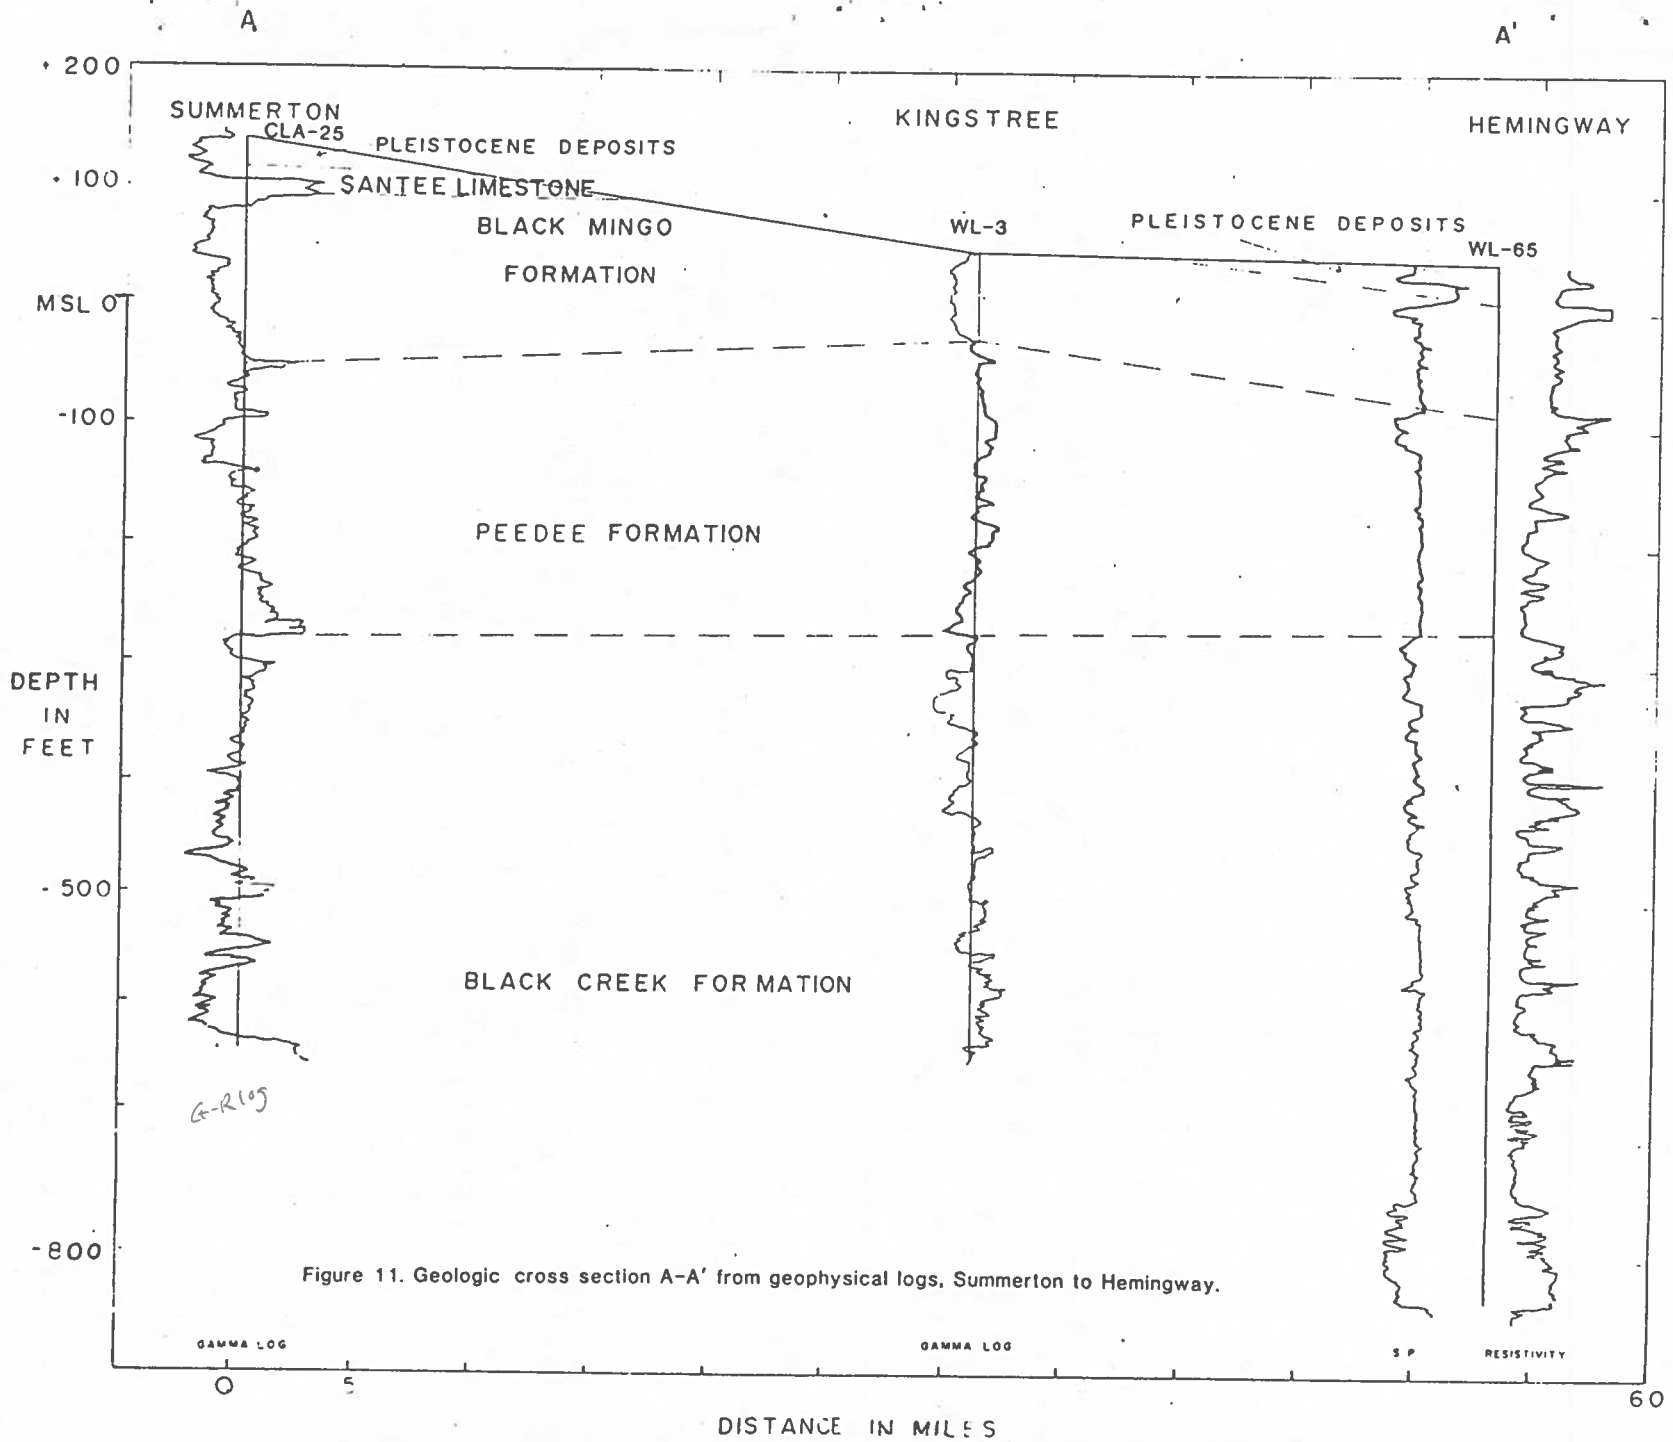 A
A'
+ 200
SUMMERTON
KINGSTREE
HEMINGWAY
CLA-25
PLEISTOCENE DEPOSITS
+ 100
SANTEE LIMESTONE
BLACK MINGO
FORMATION
WL-3
PLEISTOCENE DEPOSITS
WL-65
MSL 0
-100
PEEDEE FORMATION
DEPTH
IN
FEET
- 500
BLACK CREEK FORMATION
G-R log
-800
Figure 11. Geologic cross section A-A' from geophysical logs, Summerton to Hemingway.
GAMMA LOG
GAMMA LOG
S P
RESISTIVITY
0
5
60
DISTANCE IN MILES